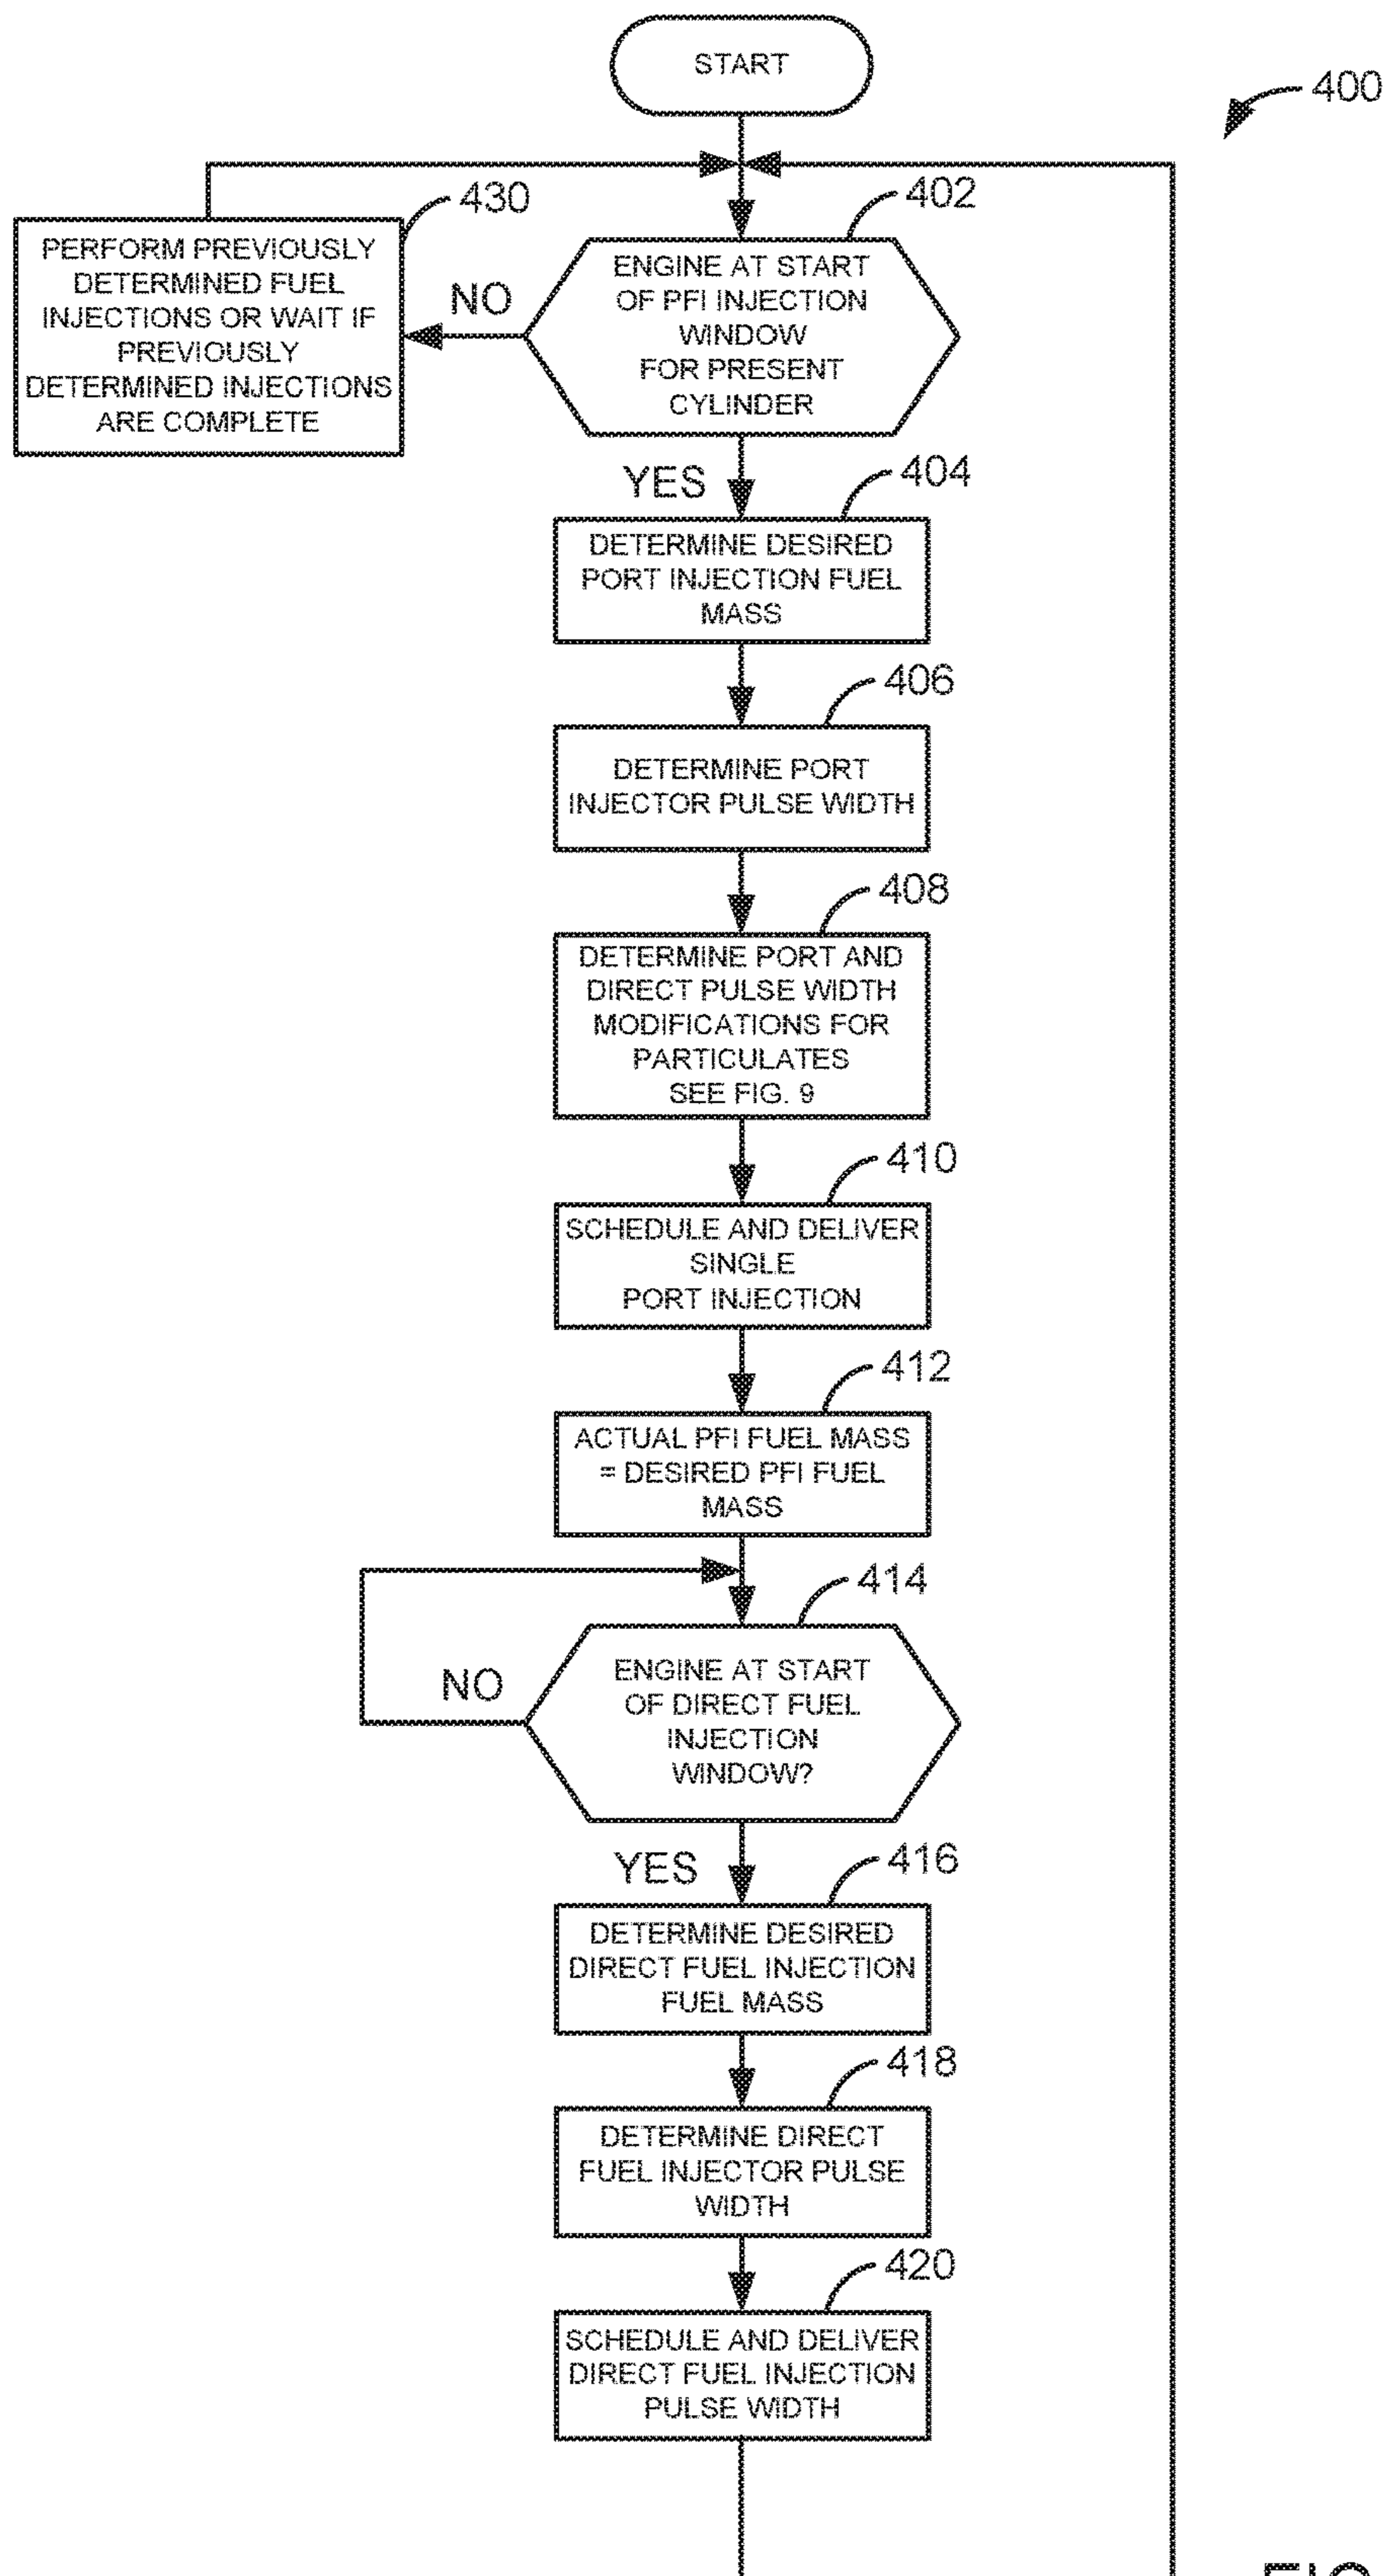 START
400
430
402
PERFORM PREVIOUSLY
DETERMINED FUEL
INJECTIONS OR WAIT IF
PREVIOUSLY
DETERMINED INJECTIONS
ARE COMPLETE
NO
ENGINE AT START
OF PFI INJECTION
WINDOW
FOR PRESENT
CYLINDER
YES
404
DETERMINE DESIRED
PORT INJECTION FUEL
MASS
406
DETERMINE PORT
INJECTOR PULSE WIDTH
408
DETERMINE PORT AND
DIRECT PULSE WIDTH
MODIFICATIONS FOR
PARTICULATES
SEE FIG. 9
410
SCHEDULE AND DELIVER
SINGLE
PORT INJECTION
412
ACTUAL PFI FUEL MASS
= DESIRED PFI FUEL
MASS
414
NO
ENGINE AT START
OF DIRECT FUEL
INJECTION
WINDOW?
YES
416
DETERMINE DESIRED
DIRECT FUEL INJECTION
FUEL MASS
418
DETERMINE DIRECT
FUEL INJECTOR PULSE
WIDTH
420
SCHEDULE AND DELIVER
DIRECT FUEL INJECTION
PULSE WIDTH